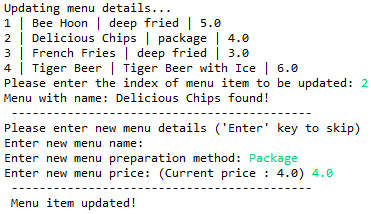 Updating menu details...
1 | Bee Hoon | deep fried | 5.0
2 | Delicious Chips | package | 4.0
3 | French Fries | deep fried | 3.0
4 | Tiger Beer | Tiger Beer with Ice | 6.0
Please enter the index of menu item to be updated: 2
Menu with name: Delicious Chips found!
----------------------------------------
Please enter new menu details ('Enter' key to skip)
Enter new menu name:
Enter new menu preparation method: Package
Enter new menu price: (Current price : 4.0) 4.0
----------------------------------------
Menu item updated!